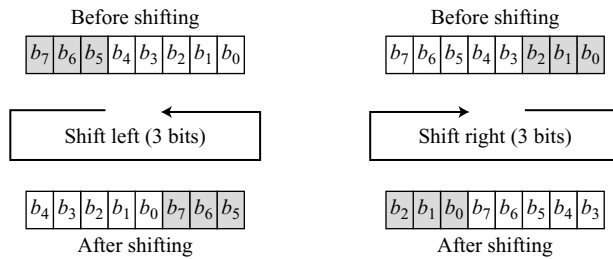 Before shifting
b7 b6 b5 b4 b3 b2 b1 b0
Shift left (3 bits)
b4 b3 b2 b1 b0 b7 b6 b5
After shifting
Before shifting
b7 b6 b5 b4 b3 b2 b1 b0
Shift right (3 bits)
b2 b1 b0 b7 b6 b5 b4 b3
After shifting